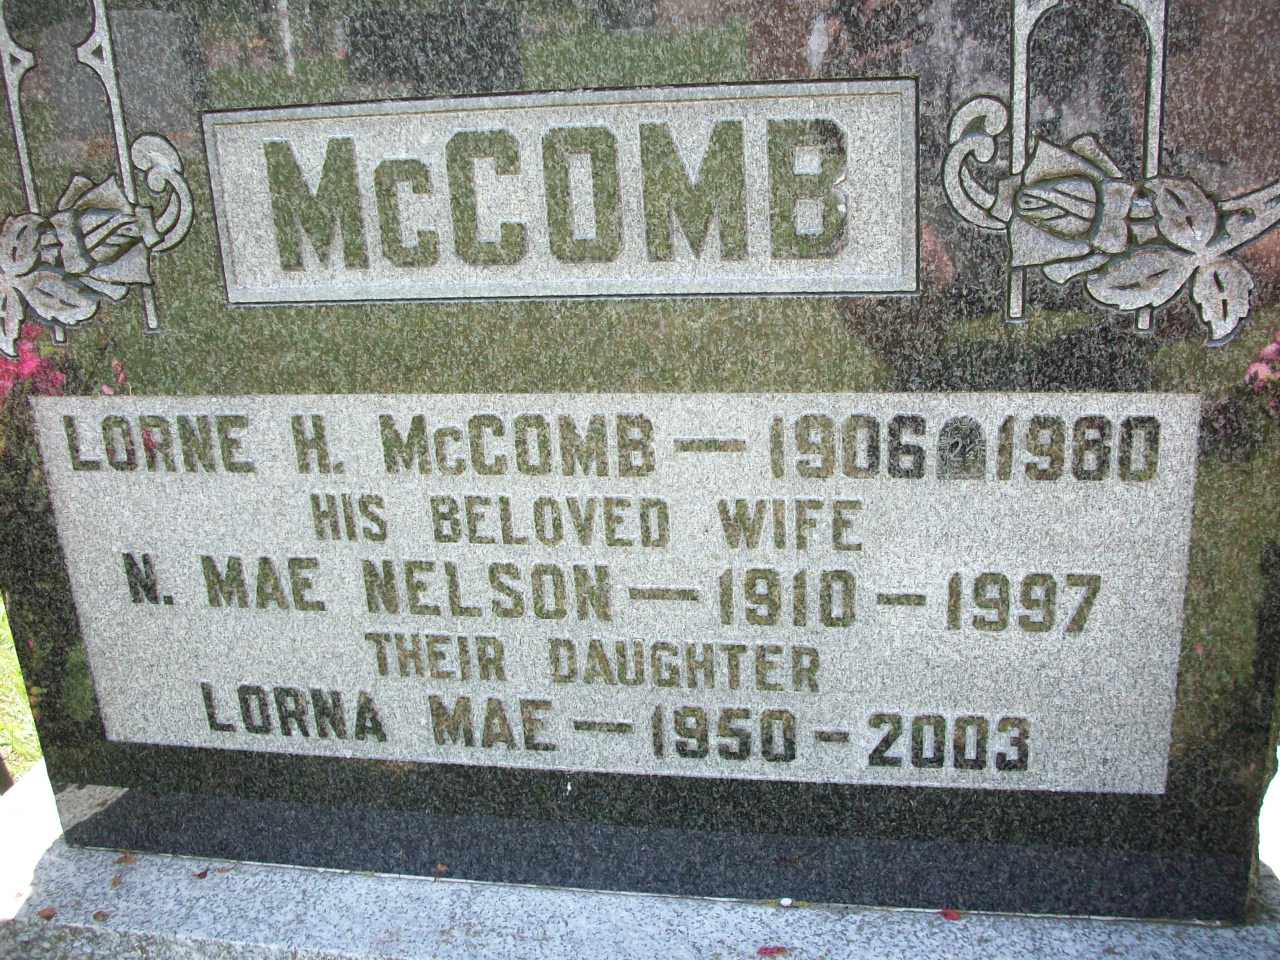 McCOMB
LORNE H. McCOMB — 1906 1980
HIS BELOVED WIFE
N. MAE NELSON — 1910 — 1997
THEIR DAUGHTER
LORNA MAE — 1950 — 2003